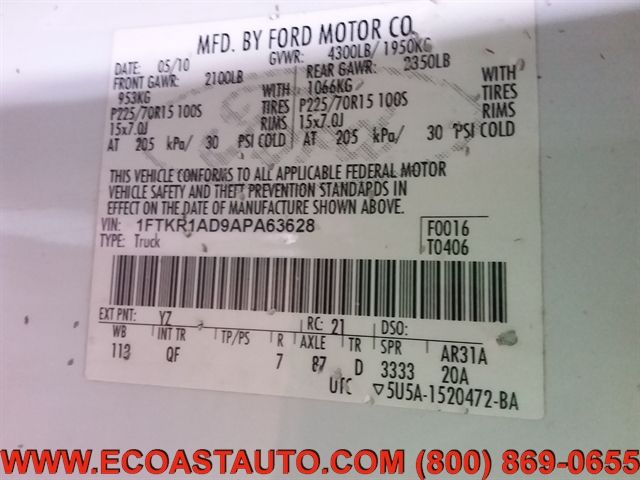 MFD. BY FORD MOTOR CO.
DATE: 05/10 GVWR: 4300LB/ 1950KG
FRONT GAWR: 2100LB REAR GAWR: 2350LB
953KG WITH 1066KG WITH
P225/70R15 100S TIRES P225/70R15 100S TIRES
15x7.0J RIMS 15x7.0J RIMS
AT 205 kPa/ 30 PSI COLD AT 205 kPa/ 30 PSI COLD
THIS VEHICLE CONFORMS TO ALL APPLICABLE FEDERAL MOTOR
VEHICLE SAFETY AND THEFT PREVENTION STANDARDS IN
EFFECT ON THE DATE OF MANUFACTURE SHOWN ABOVE.
VIN: 1FTKR1AD9APA63628 F0016
TYPE: Truck T0406
EXT PNT: YZ RC: 21 DSO:
WB INT TR TP/PS R AXLE TR SPR AR31A
113 QF 7 87 D 3333 20A
UTC ▽5U5A-1520472-BA
WWW.ECOASTAUTO.COM (800) 869-0655